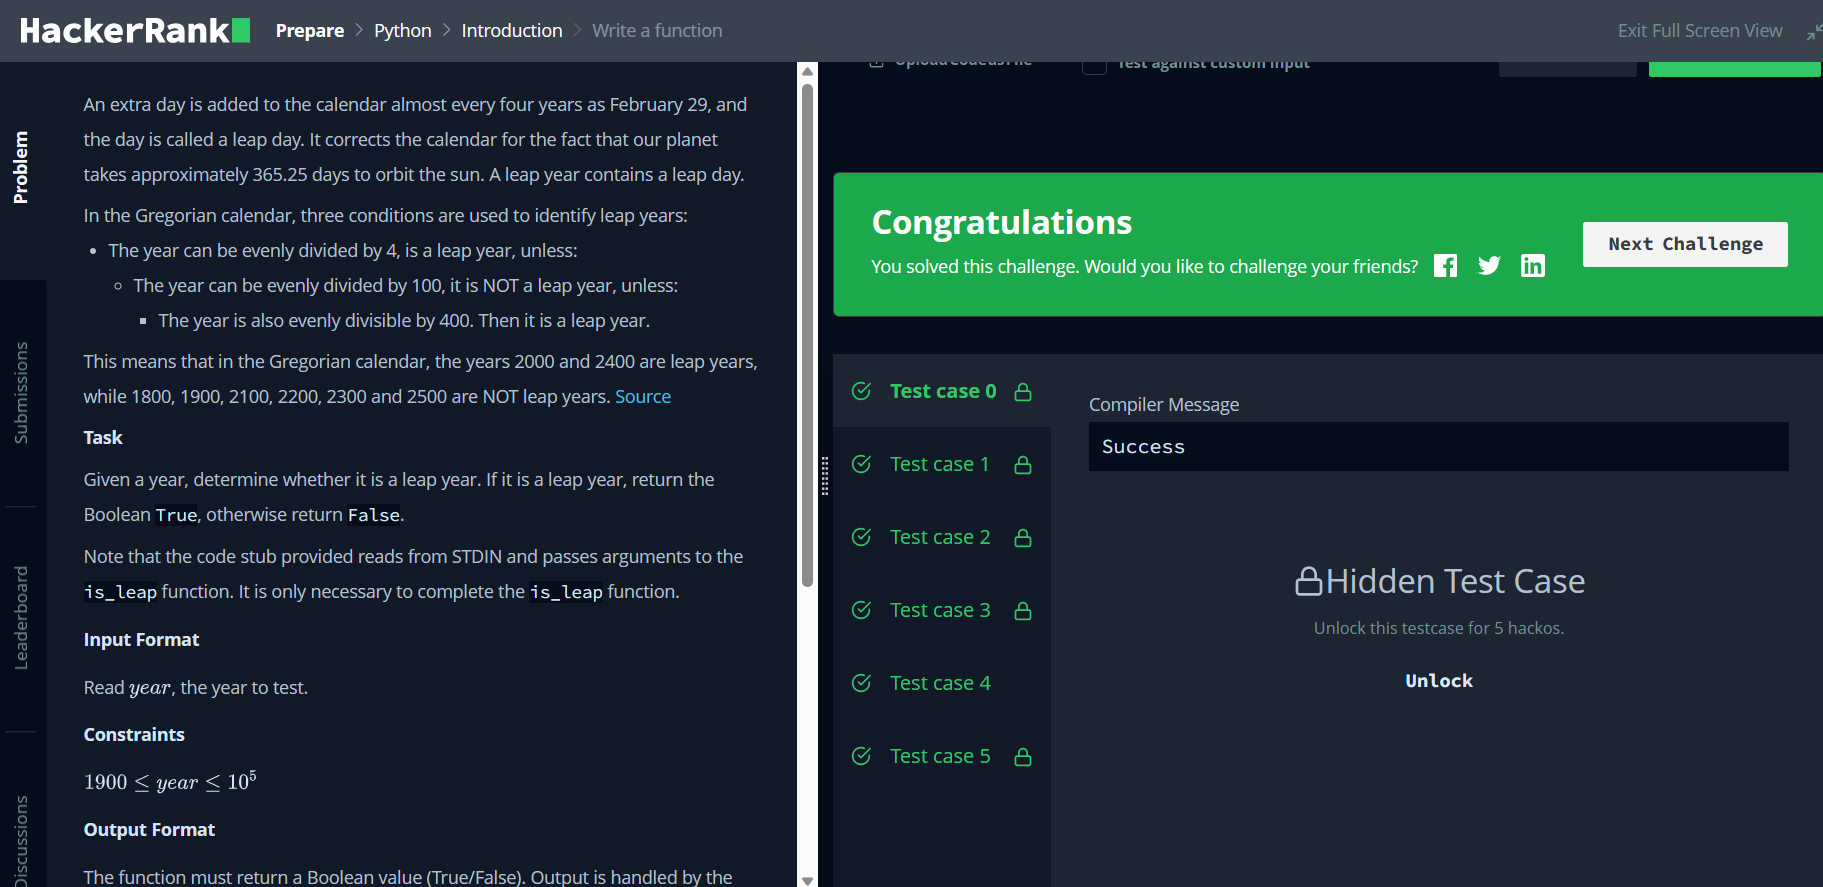 HackerRank
Prepare > Python > Introduction > Write a function
Exit Full Screen View
Problem
Submissions
Leaderboard
Discussions
An extra day is added to the calendar almost every four years as February 29, and
the day is called a leap day. It corrects the calendar for the fact that our planet
takes approximately 365.25 days to orbit the sun. A leap year contains a leap day.
In the Gregorian calendar, three conditions are used to identify leap years:
• The year can be evenly divided by 4, is a leap year, unless:
◦ The year can be evenly divided by 100, it is NOT a leap year, unless:
▪ The year is also evenly divisible by 400. Then it is a leap year.
This means that in the Gregorian calendar, the years 2000 and 2400 are leap years,
while 1800, 1900, 2100, 2200, 2300 and 2500 are NOT leap years. Source
Task
Given a year, determine whether it is a leap year. If it is a leap year, return the
Boolean True, otherwise return False.
Note that the code stub provided reads from STDIN and passes arguments to the
is_leap function. It is only necessary to complete the is_leap function.
Input Format
Read year, the year to test.
Constraints
1900 ≤ year ≤ 10⁵
Output Format
The function must return a Boolean value (True/False). Output is handled by the
Upload Code as File
Test against custom input
Congratulations
You solved this challenge. Would you like to challenge your friends?
Next Challenge
Test case 0
Test case 1
Test case 2
Test case 3
Test case 4
Test case 5
Compiler Message
Success
Hidden Test Case
Unlock this testcase for 5 hackos.
Unlock